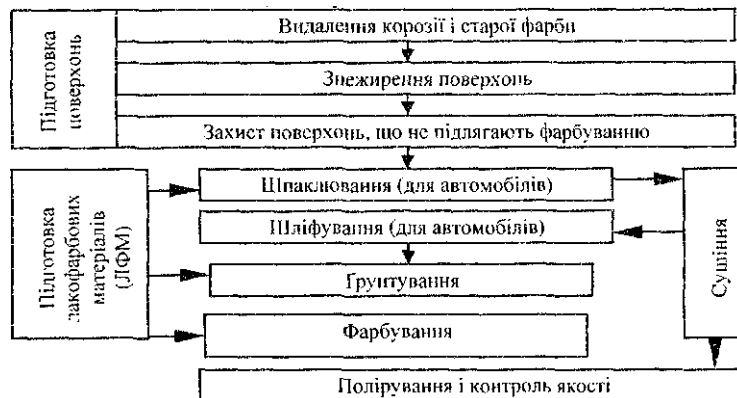 Видалення корозії і старої фарби
Підготовка
поверхонь
Знежирення поверхонь
Захист поверхонь, що не підлягають фарбуванню
Підготовка
лакофарбових
матеріалів
(ЛФМ)
Шпаклювання (для автомобілів)
Шліфування (для автомобілів)
Ґрунтування
Фарбування
Сушіння
Полірування і контроль якості